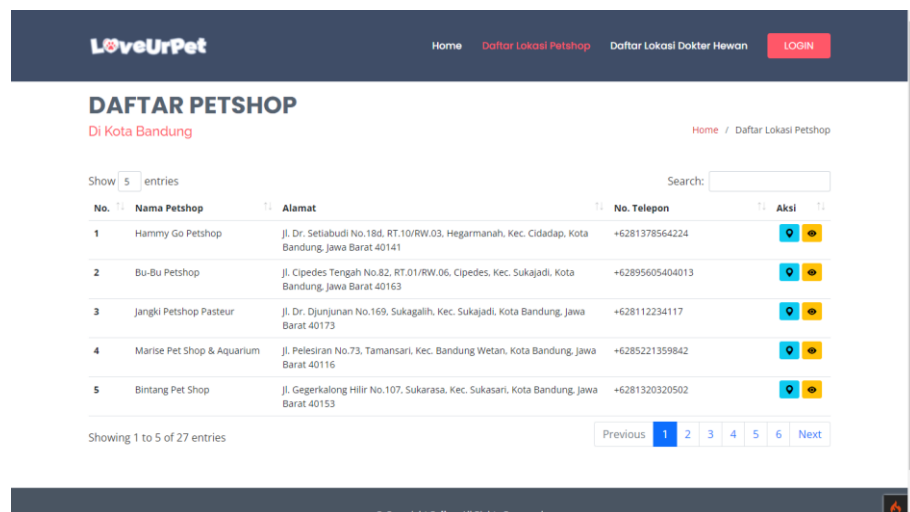 LoveUrPet
Home Daftar Lokasi Petshop Daftar Lokasi Dokter Hewan LOGIN
DAFTAR PETSHOP
Di Kota Bandung
Home / Daftar Lokasi Petshop
Show 5 entries Search:
No. Nama Petshop Alamat No. Telepon Aksi
1 Hammy Go Petshop Jl. Dr. Setiabudi No.18d, RT.10/RW.03, Hegarmanah, Kec. Cidadap, Kota +6281378564224
Bandung, Jawa Barat 40141
2 Bu-Bu Petshop Jl. Cipedes Tengah No.82, RT.01/RW.06, Cipedes, Kec. Sukajadi, Kota +62895605404013
Bandung, Jawa Barat 40163
3 Jangki Petshop Pasteur Jl. Dr. Djunjunan No.169, Sukagalih, Kec. Sukajadi, Kota Bandung, Jawa +628112234117
Barat 40173
4 Marise Pet Shop & Aquarium Jl. Pelesiran No.73, Tamansari, Kec. Bandung Wetan, Kota Bandung, Jawa +6285221359842
Barat 40116
5 Bintang Pet Shop Jl. Gegerkalong Hilir No.107, Sukarasa, Kec. Sukasari, Kota Bandung, Jawa +6281320320502
Barat 40153
Showing 1 to 5 of 27 entries Previous 1 2 3 4 5 6 Next